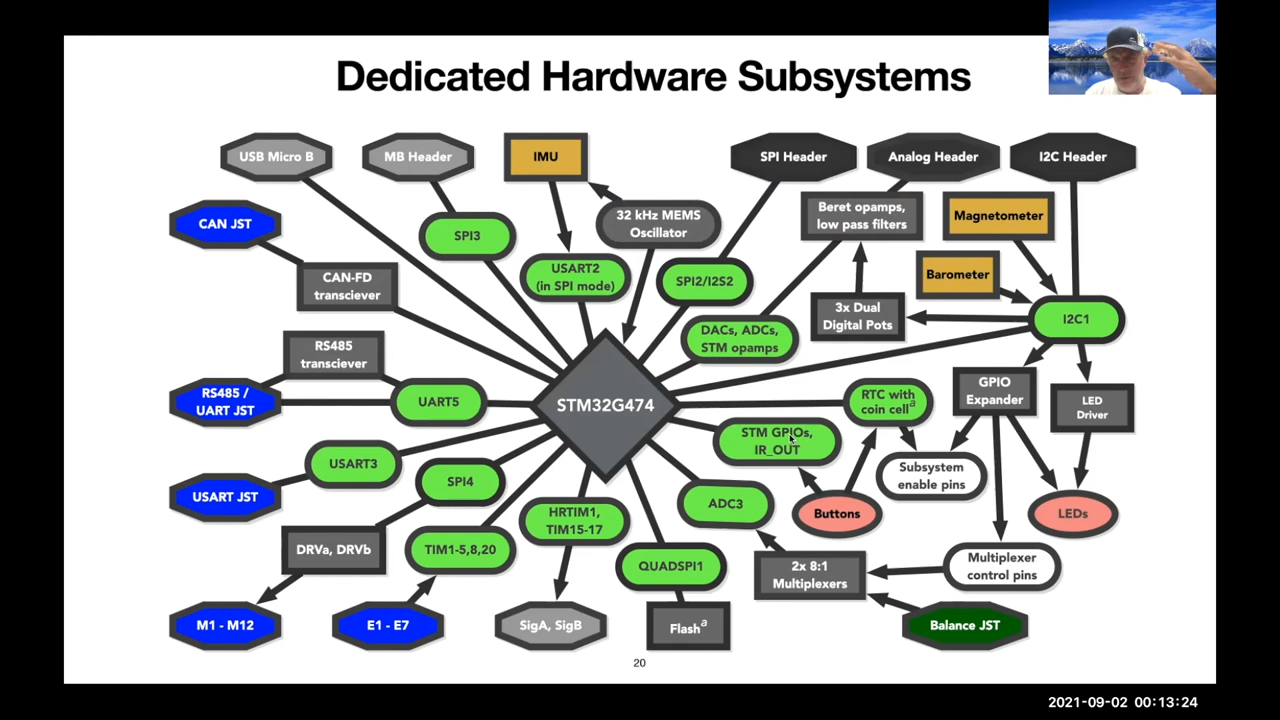 Dedicated Hardware Subsystems
USB Micro B
MB Header
IMU
SPI Header
Analog Header
I2C Header
CAN JST
SPI3
32 kHz MEMS
Oscillator
Beret opamps,
low pass filters
Magnetometer
CAN-FD
transciever
USART2
(in SPI mode)
SPI2/I2S2
Barometer
3x Dual
Digital Pots
I2C1
DACs, ADCs,
STM opamps
RS485
transciever
RS485 /
UART JST
UART5
STM32G474
RTC with
coin cellᵃ
GPIO
Expander
LED
Driver
STM GPIOs,
IR_OUT
USART3
SPI4
Subsystem
enable pins
USART JST
ADC3
Buttons
LEDs
HRTIM1,
TIM15-17
DRVa, DRVb
TIM1-5,8,20
QUADSPI1
2x 8:1
Multiplexers
Multiplexer
control pins
M1 - M12
E1 - E7
SigA, SigB
Flashᵃ
Balance JST
20
2021-09-02 00:13:24